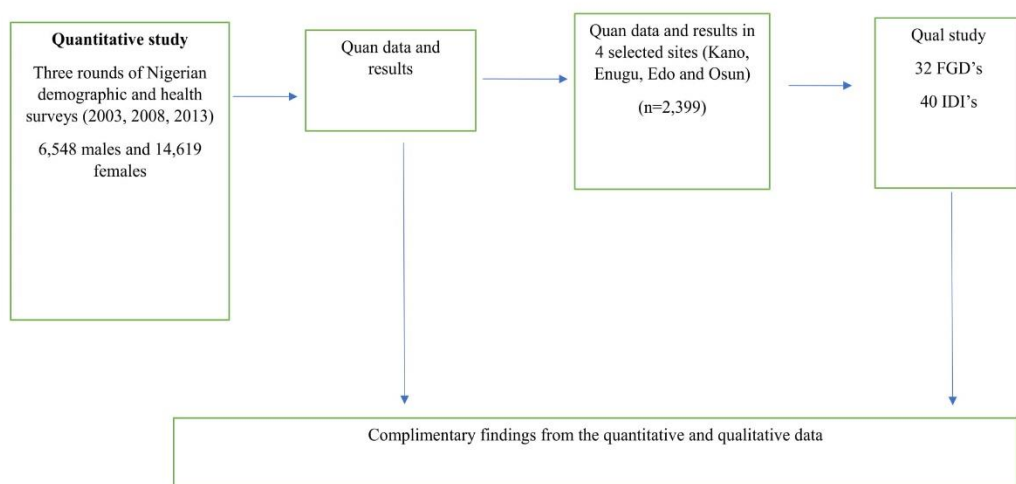 Quantitative study
Three rounds of Nigerian
demographic and health
surveys (2003, 2008, 2013)
6,548 males and 14,619
females
Quan data and
results
Quan data and results in
4 selected sites (Kano,
Enugu, Edo and Osun)
(n=2,399)
Qual study
32 FGD's
40 IDI's
Complimentary findings from the quantitative and qualitative data